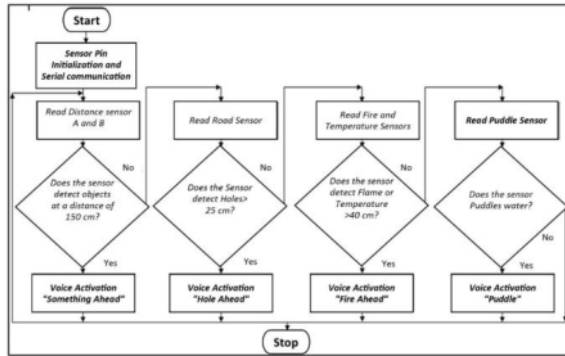 Start
Sensor Pin
Initialization and
Serial communication
Read Distance sensor
A and B
Read Road Sensor
Read Fire and
Temperature Sensors
Read Puddle Sensor
No
No
No
Does the sensor
detect objects
at a distance of
150 cm?
Does the Sensor
detect Holes>
25 cm?
Does the sensor
detect Flame or
Temperature
>40 cm?
Does the sensor
Puddles water?
No
Yes
Yes
Yes
Yes
Voice Activation
"Something Ahead"
Voice Activation
"Hole Ahead"
Voice Activation
"Fire Ahead"
Voice Activation
"Puddle"
Stop